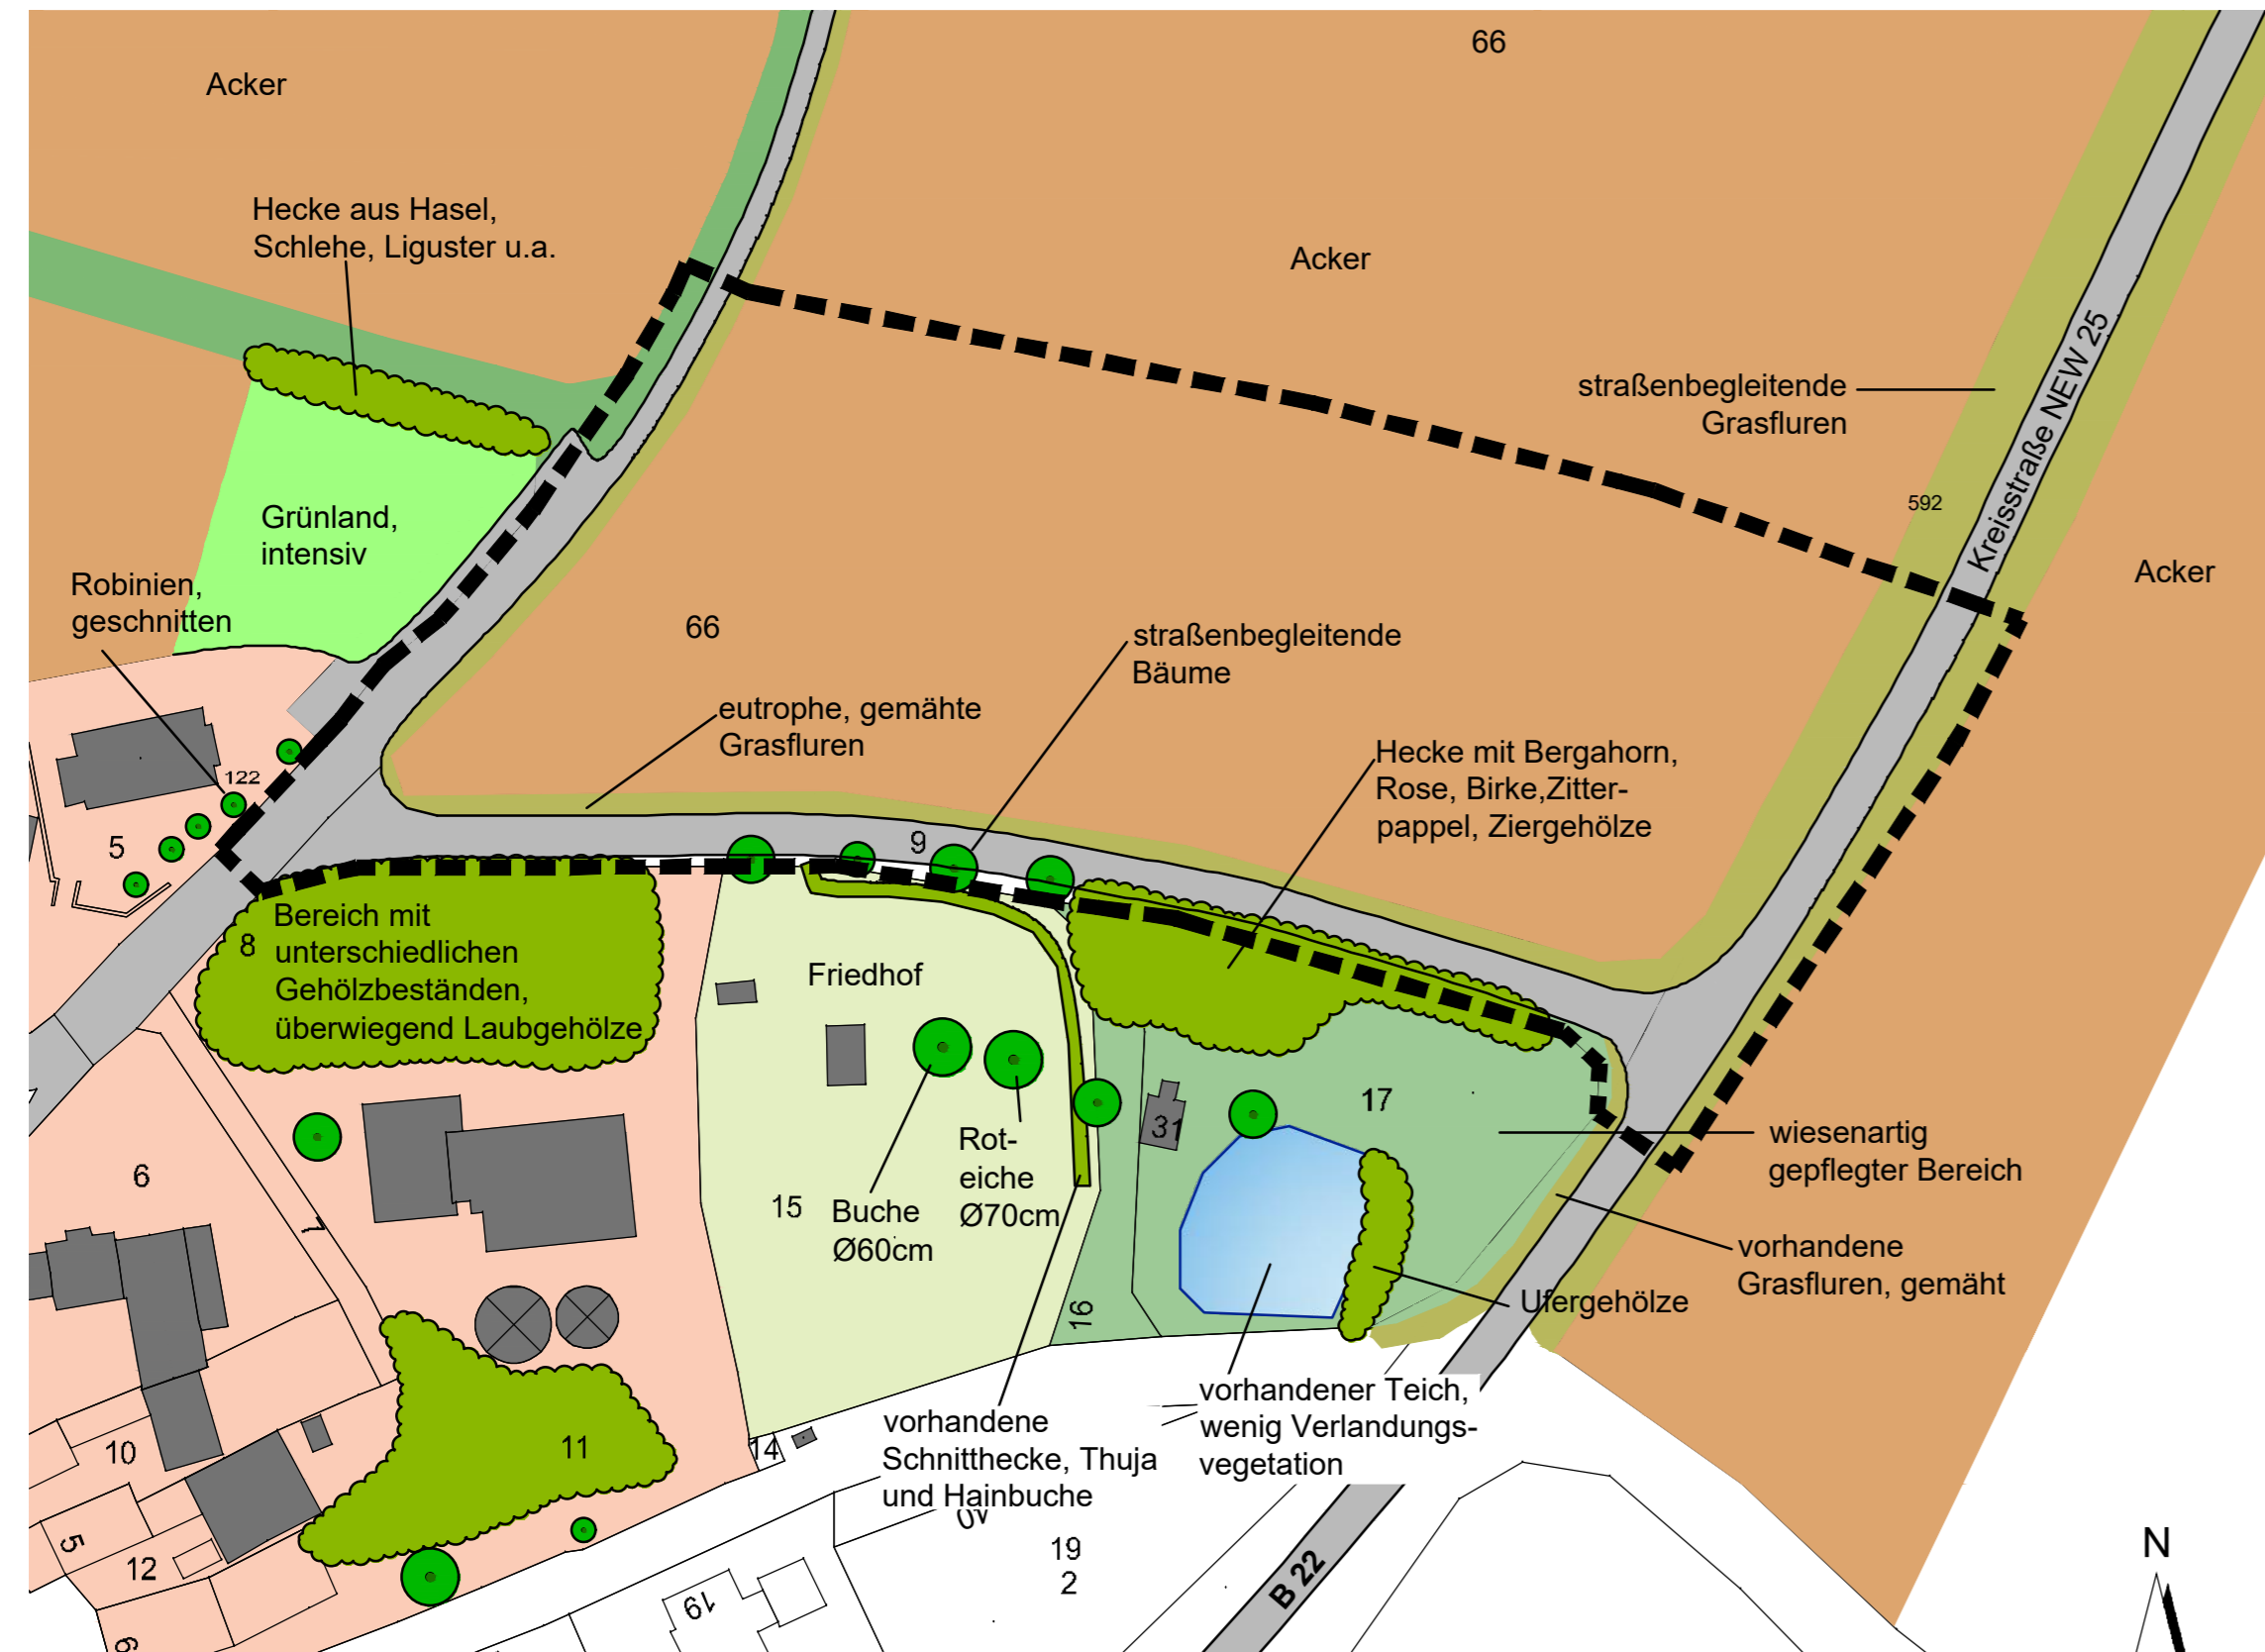 66
Acker
Hecke aus Hasel,
Schlehe, Liguster u.a.
Acker
straßenbegleitende
Grasfluren
Kreisstraße NEW 25
592
Acker
Grünland,
intensiv
Robinien,
geschnitten
66
straßenbegleitende
Bäume
eutrophe, gemähte
Grasfluren
Hecke mit Bergahorn,
Rose, Birke,Zitter-
pappel, Ziergehölze
122
5
9
8
Bereich mit
unterschiedlichen
Gehölzbeständen,
überwiegend Laubgehölze
Friedhof
17
31
wiesenartig
gepflegter Bereich
Rot-
eiche
Ø70cm
6
7
15
Buche
Ø60cm
16
vorhandene
Grasfluren, gemäht
Ufergehölze
vorhandener Teich,
wenig Verlandungs-
vegetation
vorhandene
Schnitthecke, Thuja
und Hainbuche
14
11
10
5
12
19
2
19
B 22
N
6